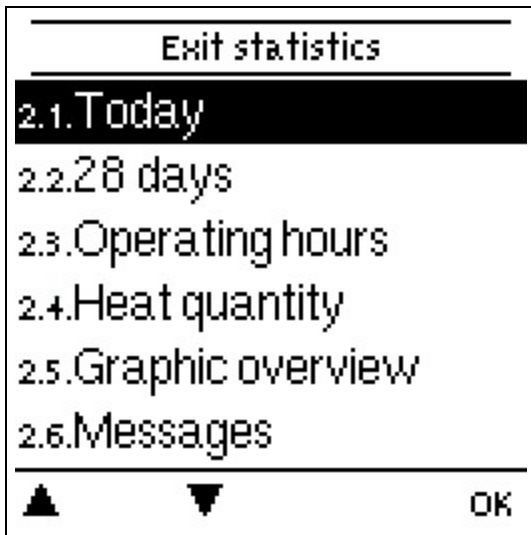 Exit statistics
2.1.Today
2.2.28 days
2.3.Operating hours
2.4.Heat quantity
2.5.Graphic overview
2.6.Messages
OK